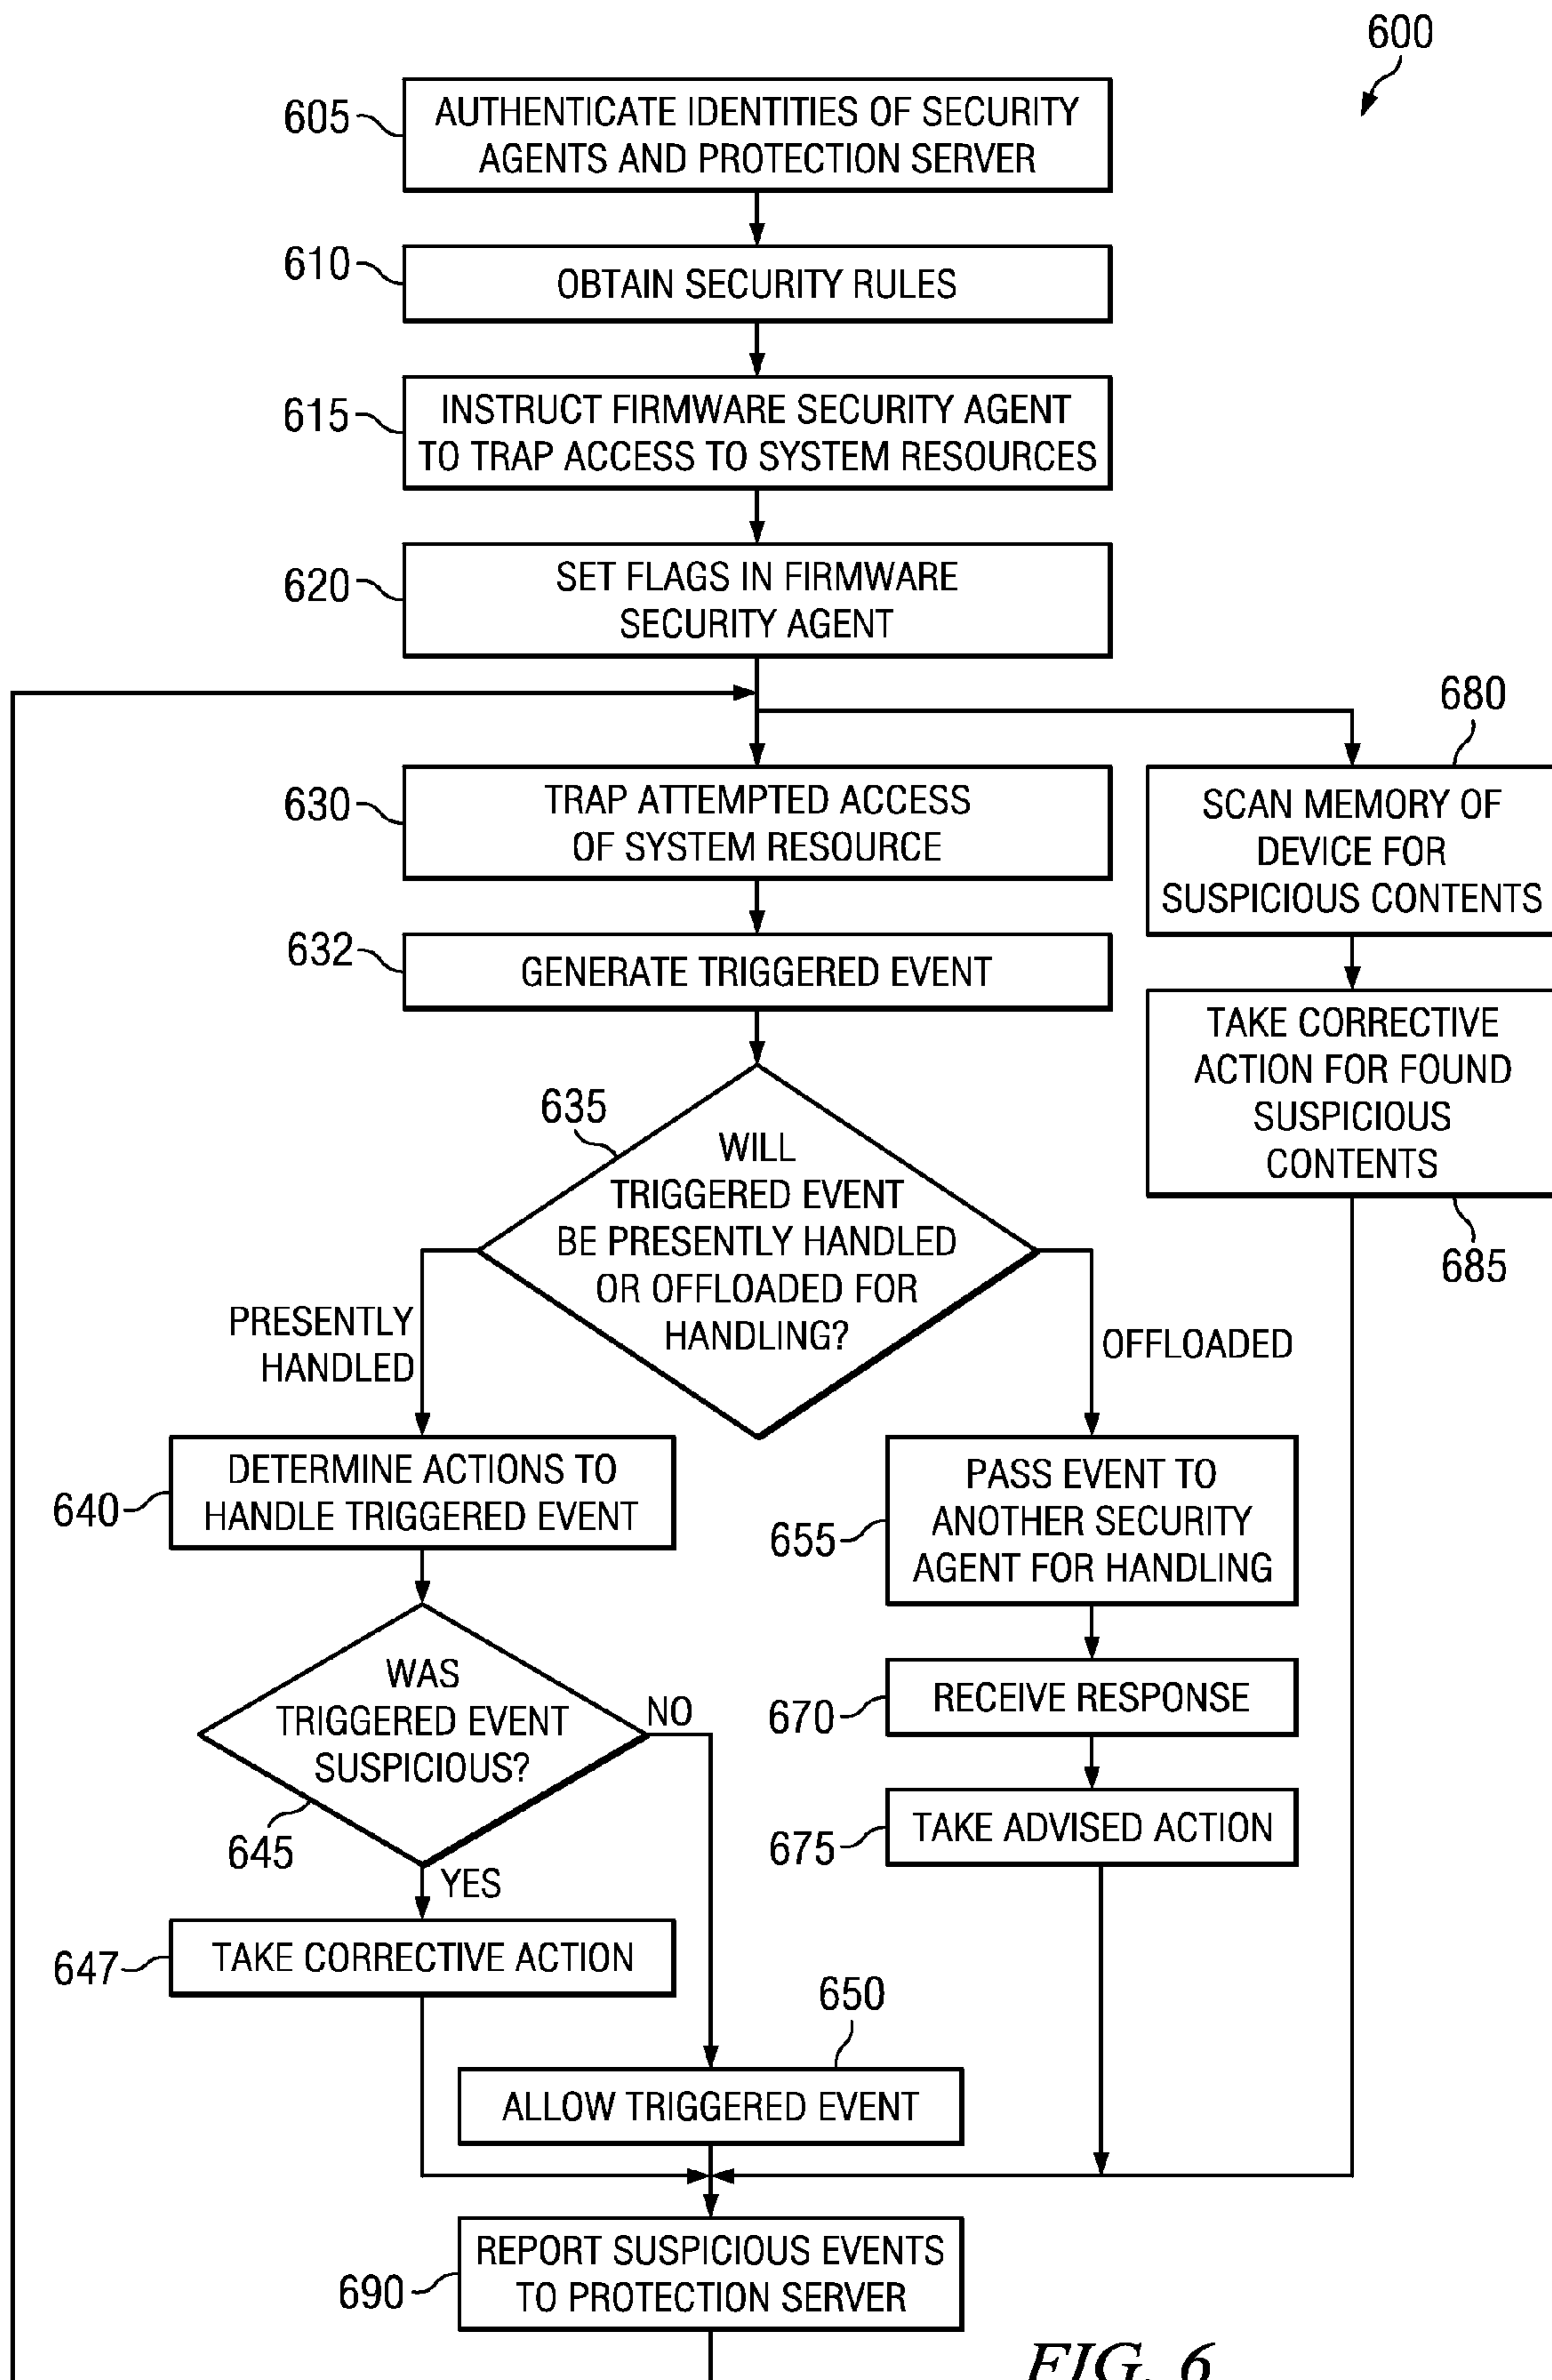 600
605
AUTHENTICATE IDENTITIES OF SECURITY
AGENTS AND PROTECTION SERVER
610
OBTAIN SECURITY RULES
615
INSTRUCT FIRMWARE SECURITY AGENT
TO TRAP ACCESS TO SYSTEM RESOURCES
620
SET FLAGS IN FIRMWARE
SECURITY AGENT
630
TRAP ATTEMPTED ACCESS
OF SYSTEM RESOURCE
680
SCAN MEMORY OF
DEVICE FOR
SUSPICIOUS CONTENTS
632
GENERATE TRIGGERED EVENT
TAKE CORRECTIVE
ACTION FOR FOUND
SUSPICIOUS
CONTENTS
685
635
WILL
TRIGGERED EVENT
BE PRESENTLY HANDLED
OR OFFLOADED FOR
HANDLING?
PRESENTLY
HANDLED
OFFLOADED
640
DETERMINE ACTIONS TO
HANDLE TRIGGERED EVENT
655
PASS EVENT TO
ANOTHER SECURITY
AGENT FOR HANDLING
WAS
TRIGGERED EVENT
SUSPICIOUS?
NO
645
YES
670
RECEIVE RESPONSE
675
TAKE ADVISED ACTION
647
TAKE CORRECTIVE ACTION
650
ALLOW TRIGGERED EVENT
690
REPORT SUSPICIOUS EVENTS
TO PROTECTION SERVER
FIG. 6